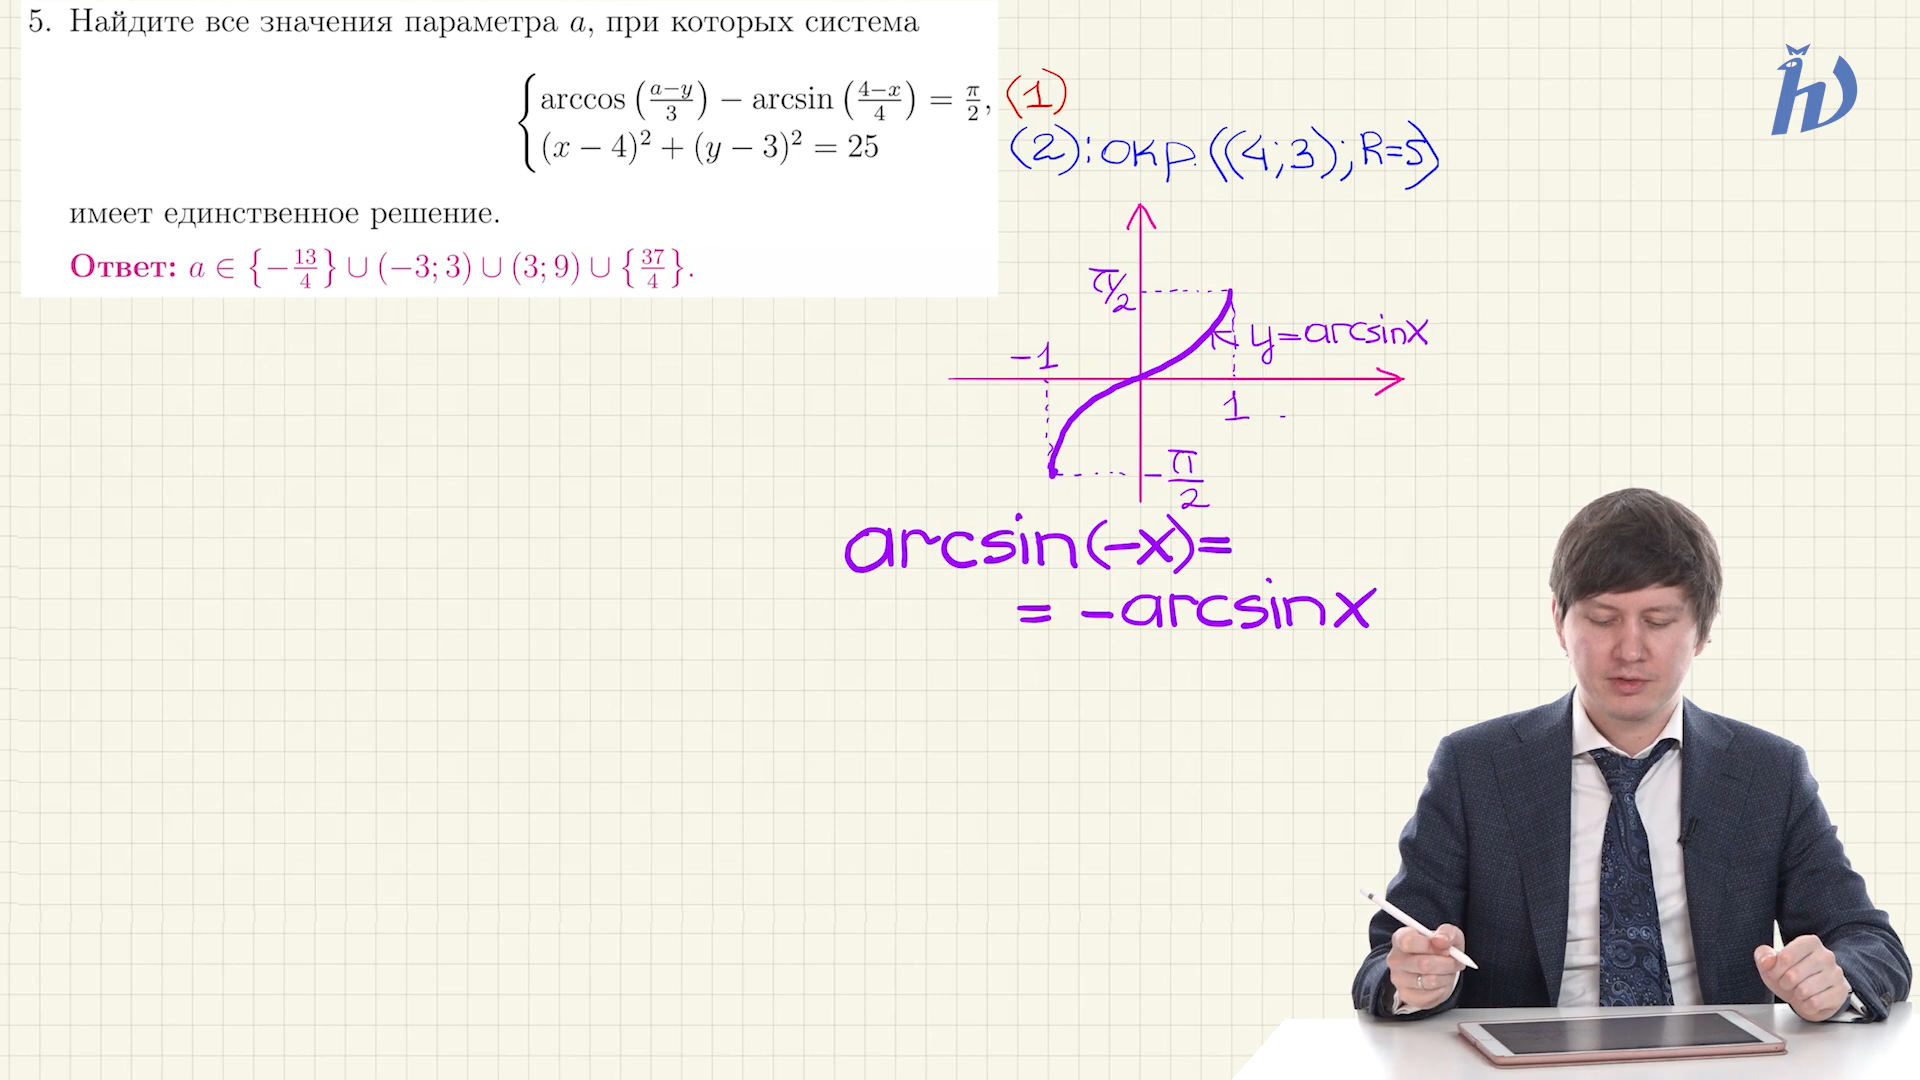 5. Найдите все значения параметра a, при которых система
arccos ((a−y)/3) − arcsin ((4−x)/4) = π/2, (1)
(x − 4)² + (y − 3)² = 25 (2): окр. ((4;3); R=5)
имеет единственное решение.
Ответ: a ∈ {−13/4} ∪ (−3; 3) ∪ (3; 9) ∪ {37/4}.
π/2
y=arcsinx
−1
1
−π/2
arcsin(−x)=
= −arcsinx